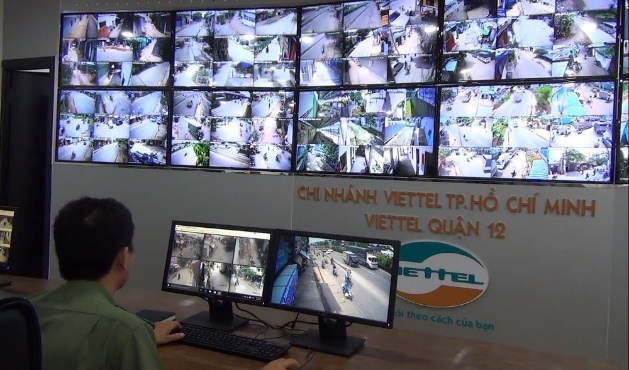 CHI NHÁNH VIETTEL TP.HỒ CHÍ MINH
VIETTEL QUẬN 12
VIETTEL
theo cách của bạn